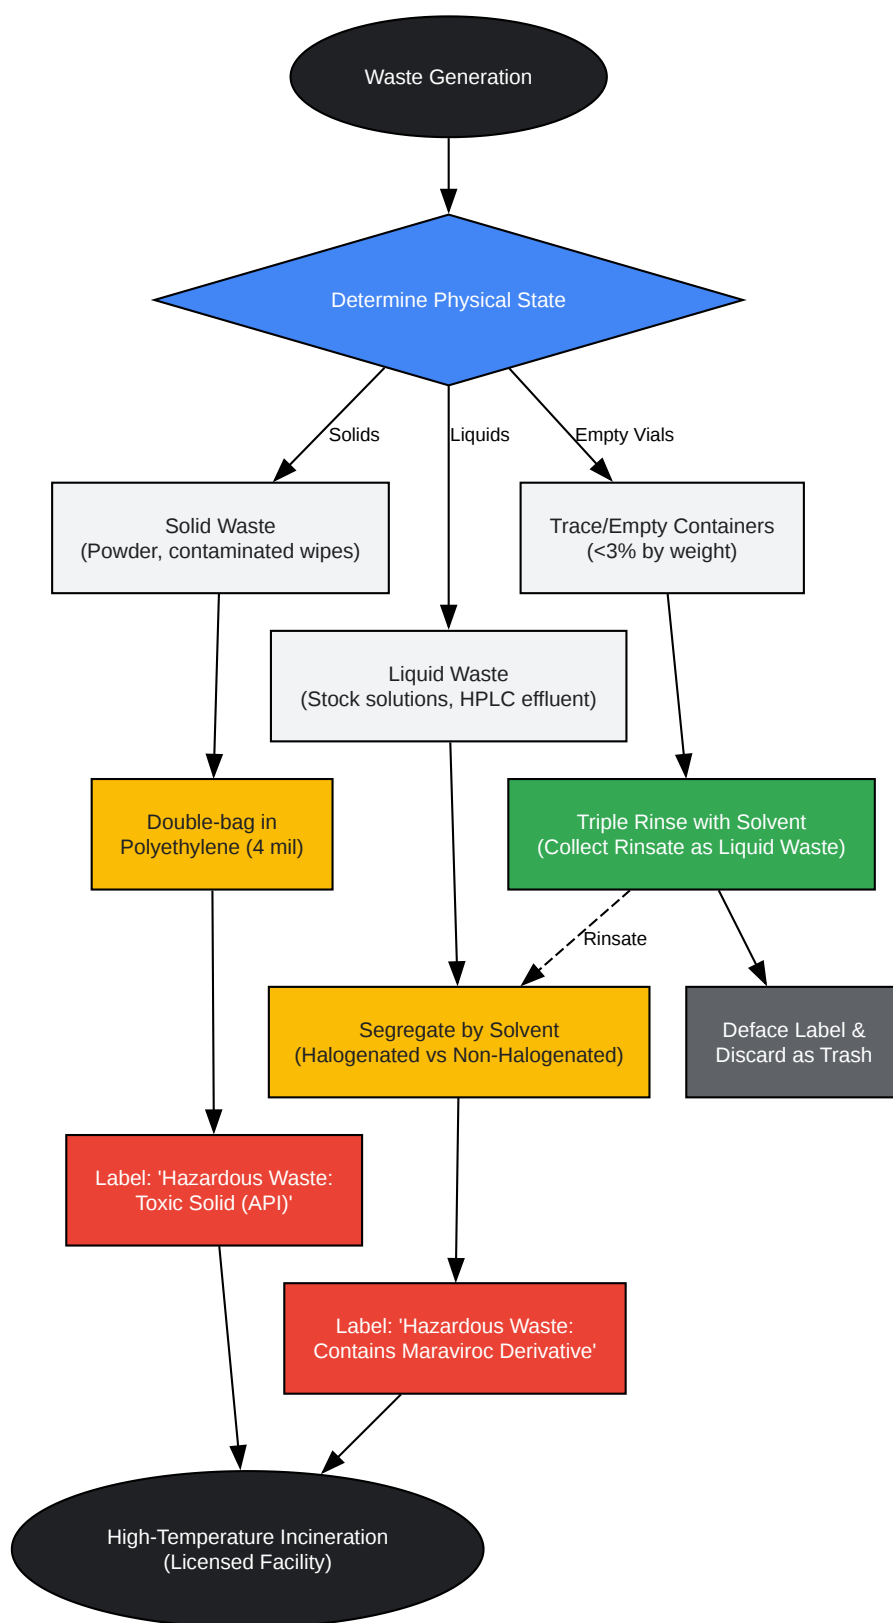 Waste Generation
Determine Physical State
Solids
Liquids
Empty Vials
Solid Waste
(Powder, contaminated wipes)
Trace/Empty Containers
(<3% by weight)
Liquid Waste
(Stock solutions, HPLC effluent)
Double-bag in
Polyethylene (4 mil)
Triple Rinse with Solvent
(Collect Rinsate as Liquid Waste)
Rinsate
Segregate by Solvent
(Halogenated vs Non-Halogenated)
Deface Label &
Discard as Trash
Label: 'Hazardous Waste:
Toxic Solid (API)'
Label: 'Hazardous Waste:
Contains Maraviroc Derivative'
High-Temperature Incineration
(Licensed Facility)